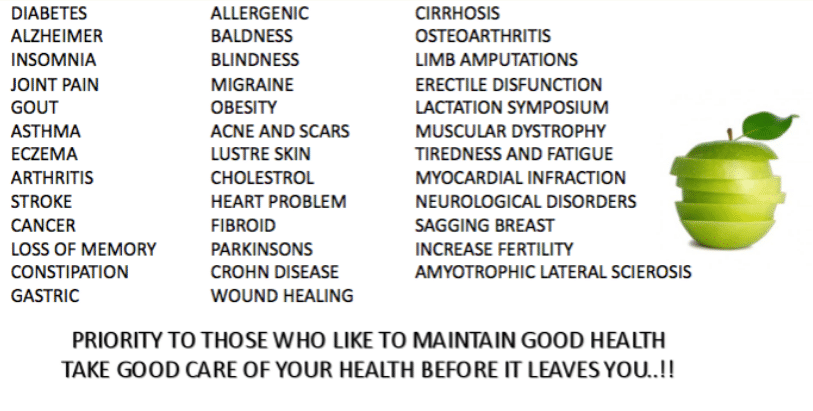 DIABETES
ALZHEIMER
INSOMNIA
JOINT PAIN
GOUT
ASTHMA
ECZEMA
ARTHRITIS
STROKE
CANCER
LOSS OF MEMORY
CONSTIPATION
GASTRIC
ALLERGENIC
BALDNESS
BLINDNESS
MIGRAINE
OBESITY
ACNE AND SCARS
LUSTRE SKIN
CHOLESTROL
HEART PROBLEM
FIBROID
PARKINSONS
CROHN DISEASE
WOUND HEALING
CIRRHOSIS
OSTEOARTHRITIS
LIMB AMPUTATIONS
ERECTILE DISFUNCTION
LACTATION SYMPOSIUM
MUSCULAR DYSTROPHY
TIREDNESS AND FATIGUE
MYOCARDIAL INFRACTION
NEUROLOGICAL DISORDERS
SAGGING BREAST
INCREASE FERTILITY
AMYOTROPHIC LATERAL SCIEROSIS
PRIORITY TO THOSE WHO LIKE TO MAINTAIN GOOD HEALTH
TAKE GOOD CARE OF YOUR HEALTH BEFORE IT LEAVES YOU..!!